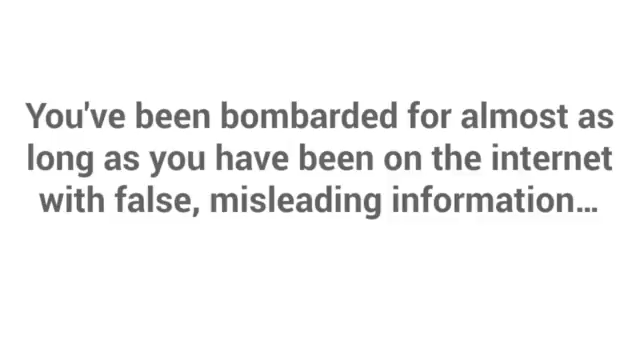 You've been bombarded for almost as
long as you have been on the internet
with false, misleading information...